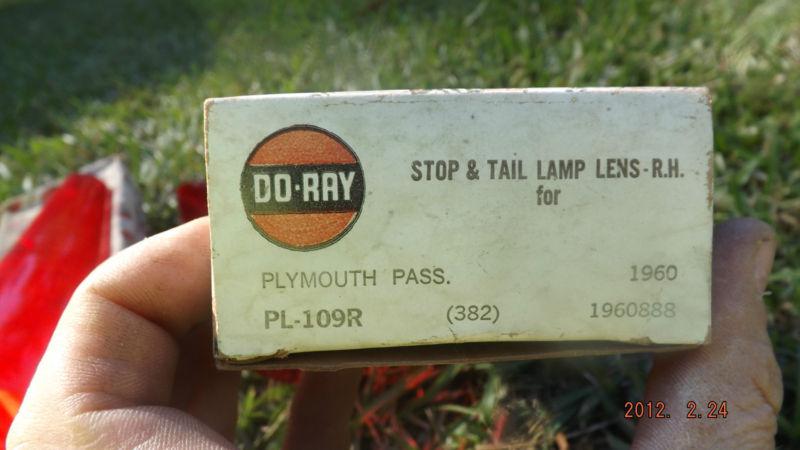 DO·RAY
STOP & TAIL LAMP LENS-R.H.
for
PLYMOUTH PASS. 1960
PL-109R (382) 1960888
2012. 2.24